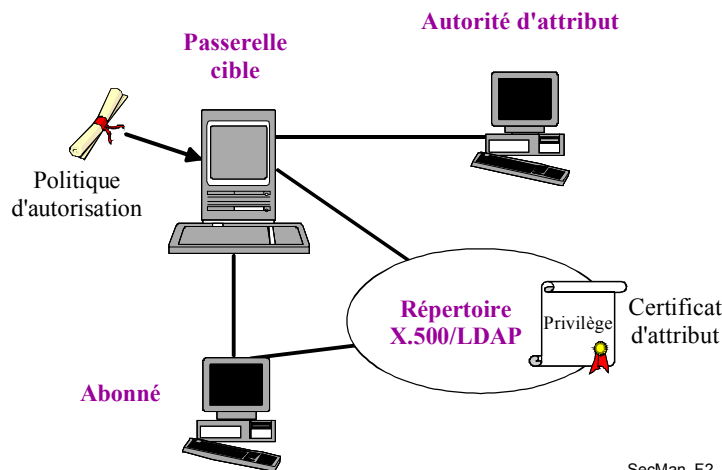 Autorité d'attribut
Passerelle
cible
Politique
d'autorisation
Répertoire
X.500/LDAP
Privilège
Certificat
d'attribut
Abonné